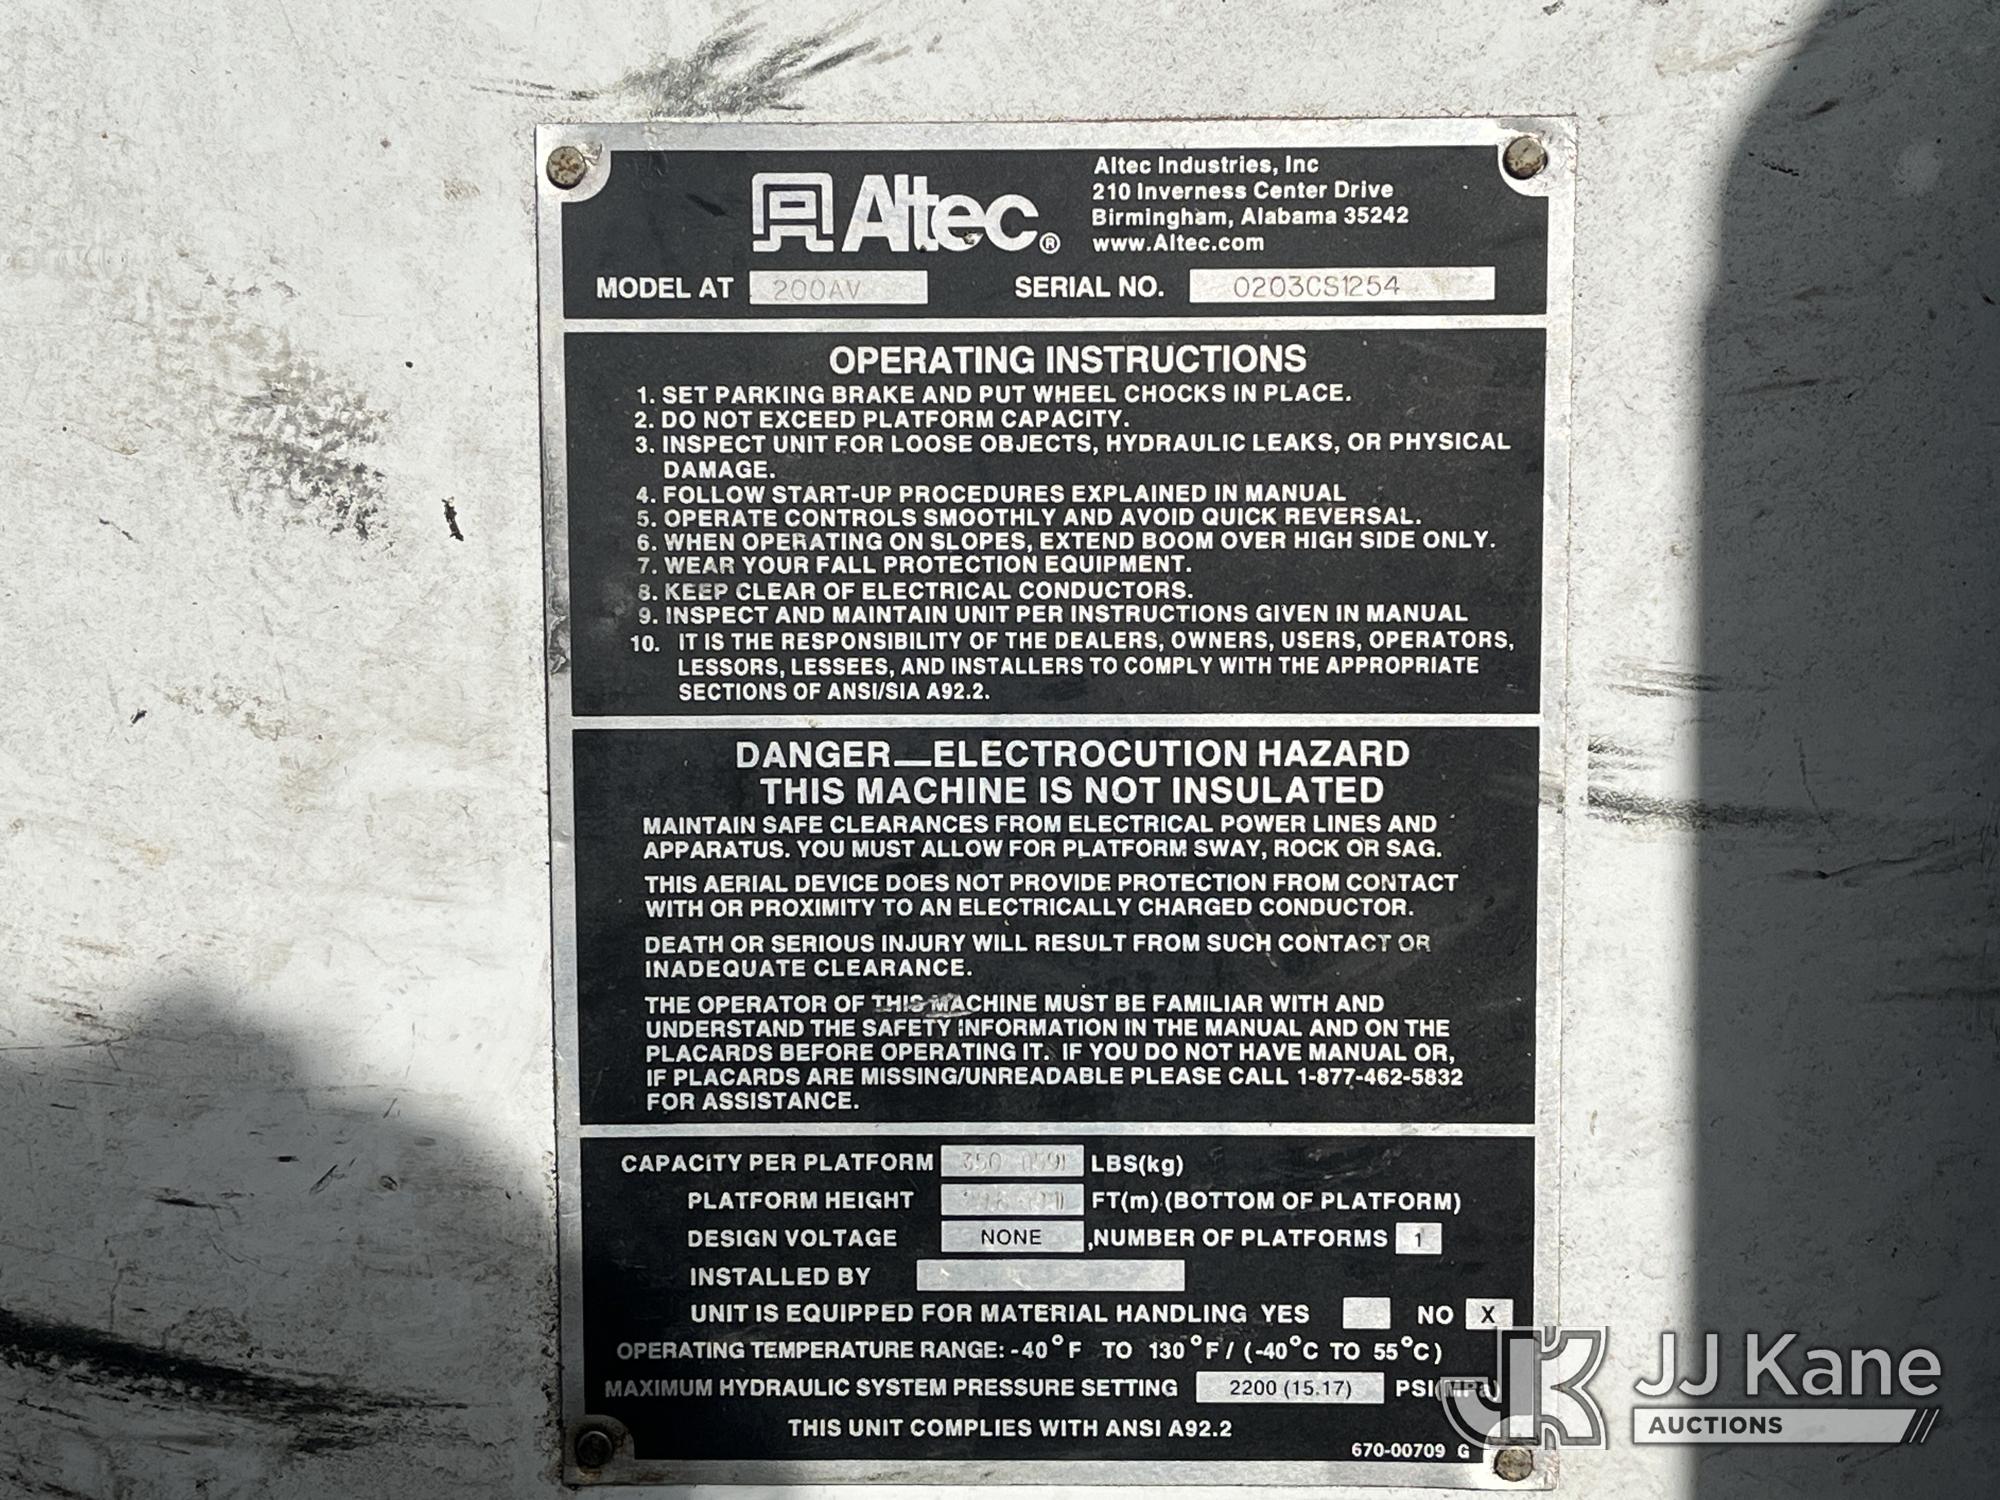 Altec®
Altec Industries, Inc
210 Inverness Center Drive
Birmingham, Alabama 35242
www.Altec.com
MODEL AT 200AV SERIAL NO. 0203CS1254
OPERATING INSTRUCTIONS
1. SET PARKING BRAKE AND PUT WHEEL CHOCKS IN PLACE.
2. DO NOT EXCEED PLATFORM CAPACITY.
3. INSPECT UNIT FOR LOOSE OBJECTS, HYDRAULIC LEAKS, OR PHYSICAL
DAMAGE.
4. FOLLOW START-UP PROCEDURES EXPLAINED IN MANUAL
5. OPERATE CONTROLS SMOOTHLY AND AVOID QUICK REVERSAL.
6. WHEN OPERATING ON SLOPES, EXTEND BOOM OVER HIGH SIDE ONLY.
7. WEAR YOUR FALL PROTECTION EQUIPMENT.
8. KEEP CLEAR OF ELECTRICAL CONDUCTORS.
9. INSPECT AND MAINTAIN UNIT PER INSTRUCTIONS GIVEN IN MANUAL
10. IT IS THE RESPONSIBILITY OF THE DEALERS, OWNERS, USERS, OPERATORS,
LESSORS, LESSEES, AND INSTALLERS TO COMPLY WITH THE APPROPRIATE
SECTIONS OF ANSI/SIA A92.2.
DANGER—ELECTROCUTION HAZARD
THIS MACHINE IS NOT INSULATED
MAINTAIN SAFE CLEARANCES FROM ELECTRICAL POWER LINES AND
APPARATUS. YOU MUST ALLOW FOR PLATFORM SWAY, ROCK OR SAG.
THIS AERIAL DEVICE DOES NOT PROVIDE PROTECTION FROM CONTACT
WITH OR PROXIMITY TO AN ELECTRICALLY CHARGED CONDUCTOR.
DEATH OR SERIOUS INJURY WILL RESULT FROM SUCH CONTACT OR
INADEQUATE CLEARANCE.
THE OPERATOR OF THIS MACHINE MUST BE FAMILIAR WITH AND
UNDERSTAND THE SAFETY INFORMATION IN THE MANUAL AND ON THE
PLACARDS BEFORE OPERATING IT. IF YOU DO NOT HAVE MANUAL OR,
IF PLACARDS ARE MISSING/UNREADABLE PLEASE CALL 1-877-462-5832
FOR ASSISTANCE.
CAPACITY PER PLATFORM 350 LBS(kg)
PLATFORM HEIGHT FT(m) (BOTTOM OF PLATFORM)
DESIGN VOLTAGE NONE ,NUMBER OF PLATFORMS 1
INSTALLED BY
UNIT IS EQUIPPED FOR MATERIAL HANDLING YES NO X
OPERATING TEMPERATURE RANGE: -40°F TO 130°F / (-40°C TO 55°C)
MAXIMUM HYDRAULIC SYSTEM PRESSURE SETTING 2200 (15.17) PSI(MPa)
THIS UNIT COMPLIES WITH ANSI A92.2
670-00709 G
JK JJ Kane
AUCTIONS